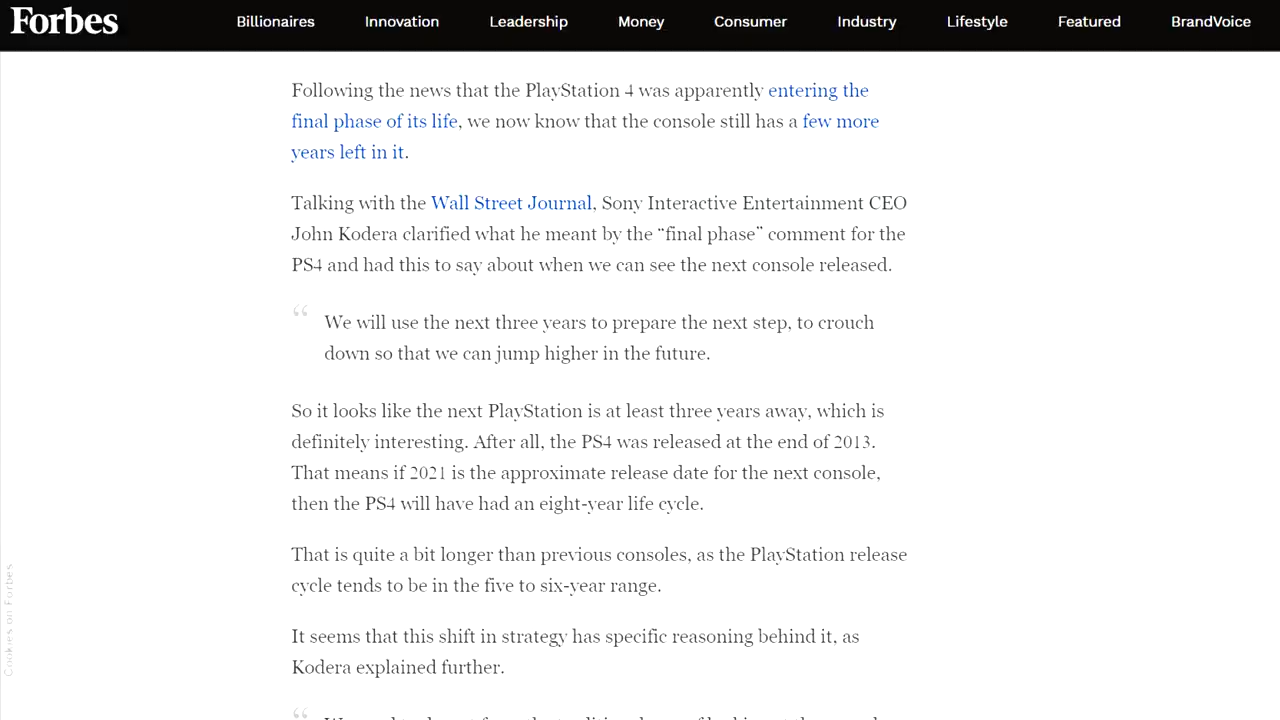 Forbes Billionaires Innovation Leadership Money Consumer Industry Lifestyle Featured BrandVoice
Following the news that the PlayStation 4 was apparently entering the
final phase of its life, we now know that the console still has a few more
years left in it.
Talking with the Wall Street Journal, Sony Interactive Entertainment CEO
John Kodera clarified what he meant by the “final phase” comment for the
PS4 and had this to say about when we can see the next console released.
“ We will use the next three years to prepare the next step, to crouch
down so that we can jump higher in the future.
So it looks like the next PlayStation is at least three years away, which is
definitely interesting. After all, the PS4 was released at the end of 2013.
That means if 2021 is the approximate release date for the next console,
then the PS4 will have had an eight-year life cycle.
That is quite a bit longer than previous consoles, as the PlayStation release
cycle tends to be in the five to six-year range.
It seems that this shift in strategy has specific reasoning behind it, as
Kodera explained further.
“
Cookies on Forbes